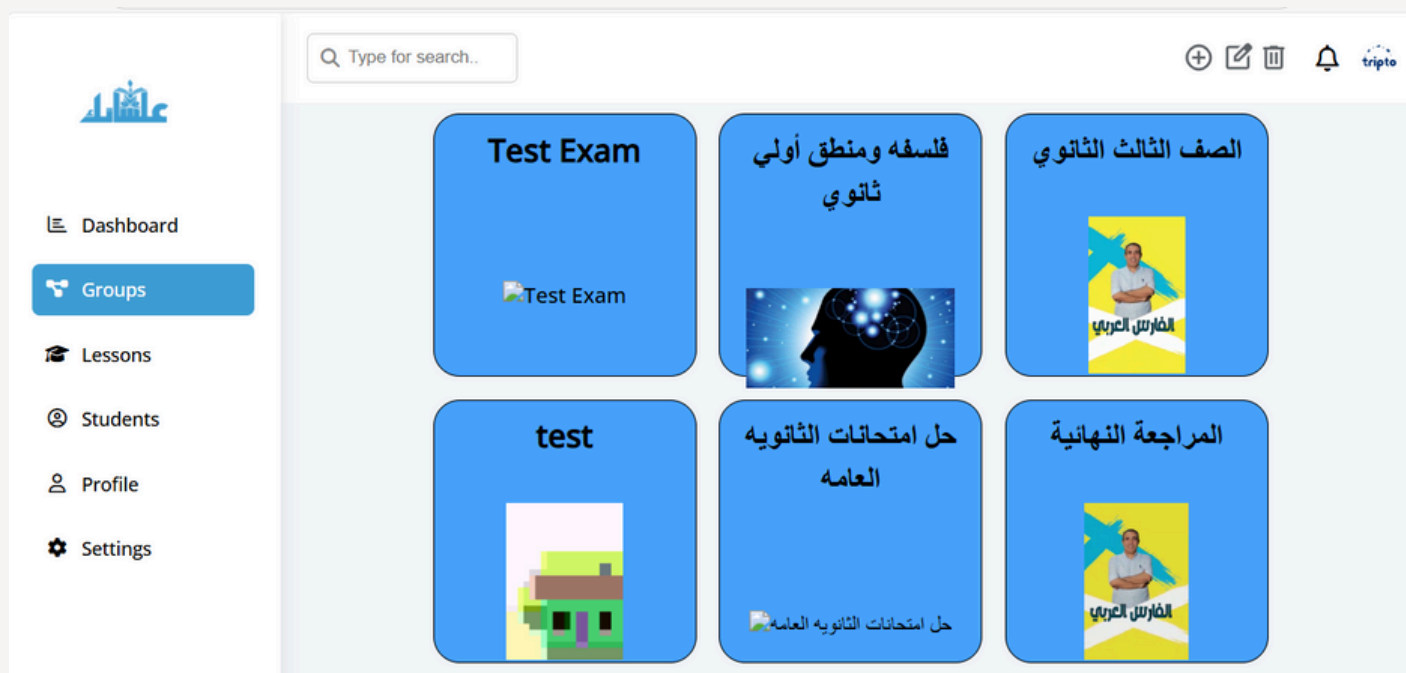 علشانك
Type for search..
tripto
Dashboard
Groups
Lessons
Students
Profile
Settings
Test Exam
Test Exam
فلسفه ومنطق أولي
ثانوي
الصف الثالث الثانوي
الفارس العربي
test
حل امتحانات الثانويه
العامه
حل امتحانات الثانويه العامه
المراجعة النهائية
الفارس العربي